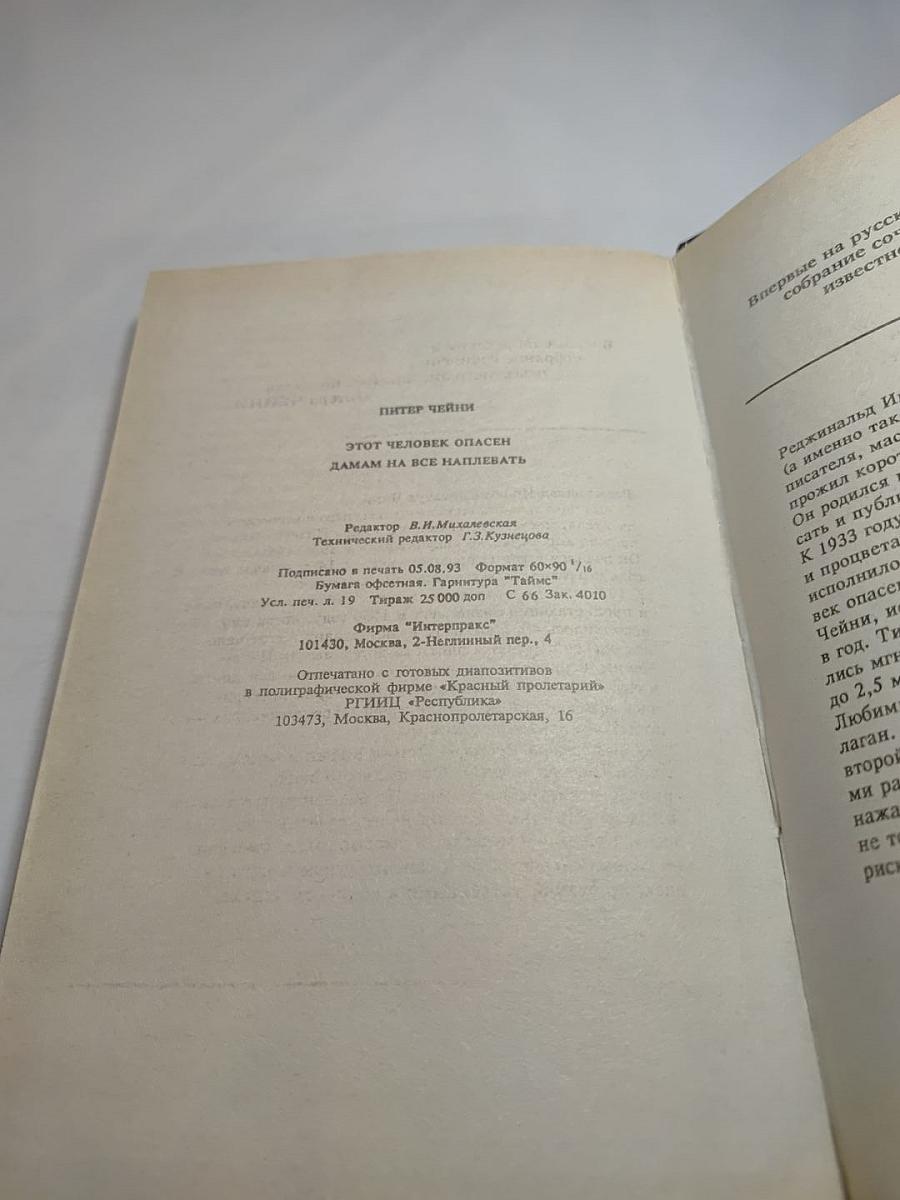 ПИТЕР ЧЕЙНИ
ЭТОТ ЧЕЛОВЕК ОПАСЕН
ДАМАМ НА ВСЕ НАПЛЕВАТЬ
Редактор В.И.Михалевская
Технический редактор Г.З.Кузнецова
Подписано в печать 05.08.93 Формат 60×90 1/16
Бумага офсетная. Гарнитура "Таймс"
Усл. печ. л. 19 Тираж 25 000 доп С 66 Зак. 4010
Фирма "Интерпракс"
101430, Москва, 2-Неглинный пер., 4
Отпечатано с готовых диапозитивов
в полиграфической фирме «Красный пролетарий»
РГИИЦ «Республика»
103473, Москва, Краснопролетарская, 16
Впервые на русск
собрание соч
известно
Реджинальд
(а именно так
писателя, мас
прожил корот
Он родился
сать и публи
К 1933 году
и процвета
исполнило
век опасен
Чейни, и
в год. Ти
лись мгн
до 2,5 м
Любим
лаган.
второй
ми ра
нажа
не т
риск